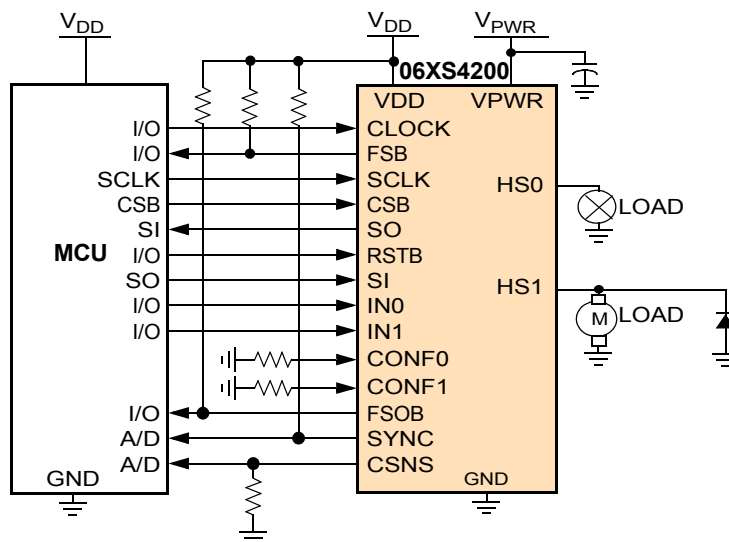 VDD
VDD
VPWR
06XS4200
VDD
VPWR
I/O
CLOCK
I/O
FSB
SCLK
SCLK
HS0
CSB
CSB
LOAD
SI
SO
MCU
I/O
RSTB
SO
SI
HS1
I/O
IN0
M
LOAD
I/O
IN1
CONF0
CONF1
I/O
FSOB
A/D
SYNC
A/D
CSNS
GND
GND